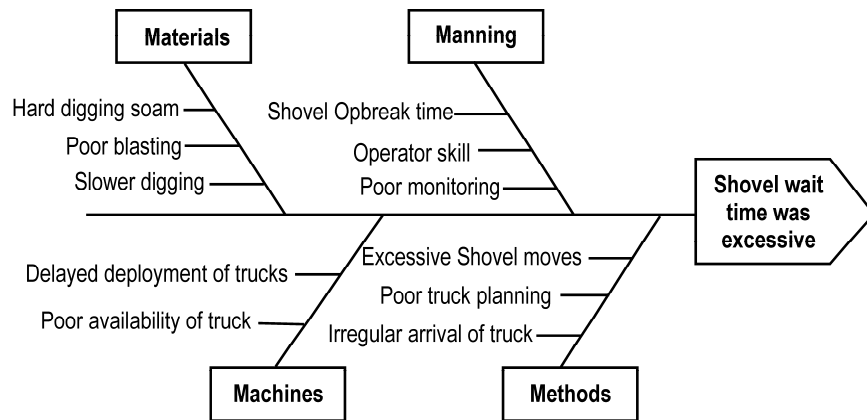 Materials
Manning
Hard digging soam
Poor blasting
Slower digging
Shovel Opbreak time
Operator skill
Poor monitoring
Shovel wait
time was
excessive
Delayed deployment of trucks
Poor availability of truck
Excessive Shovel moves
Poor truck planning
Irregular arrival of truck
Machines
Methods